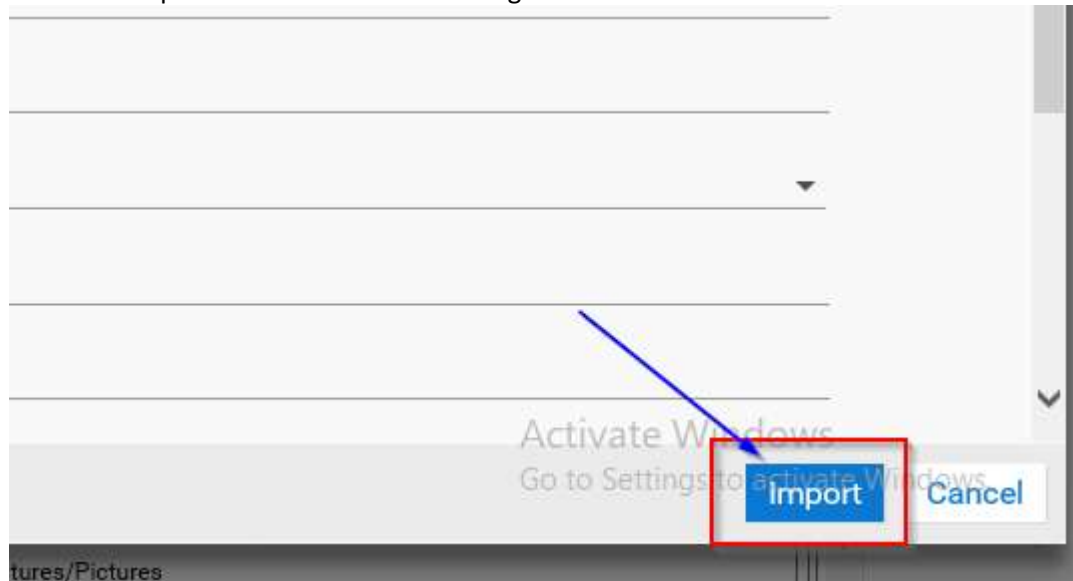 Activate Windows
Go to Settings to activate Windows.
Import
Cancel
tures/Pictures